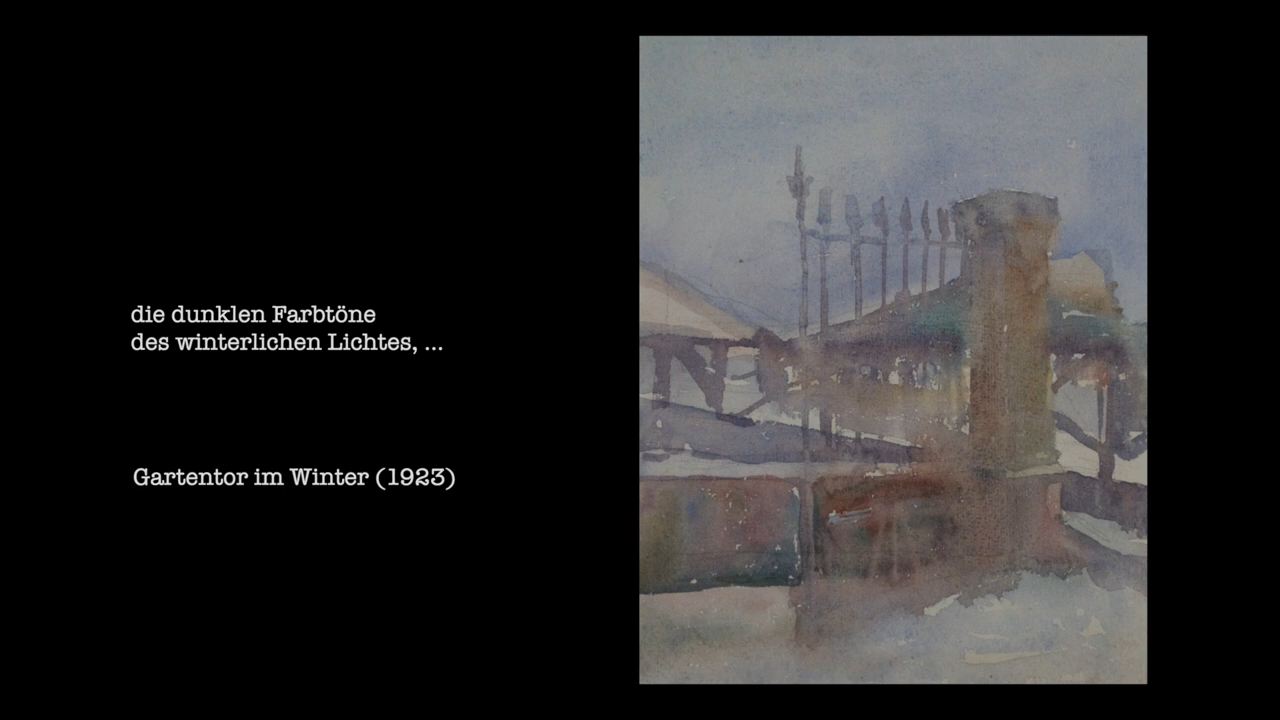 die dunklen Farbtöne
des winterlichen Lichtes, ...
Gartentor im Winter (1923)